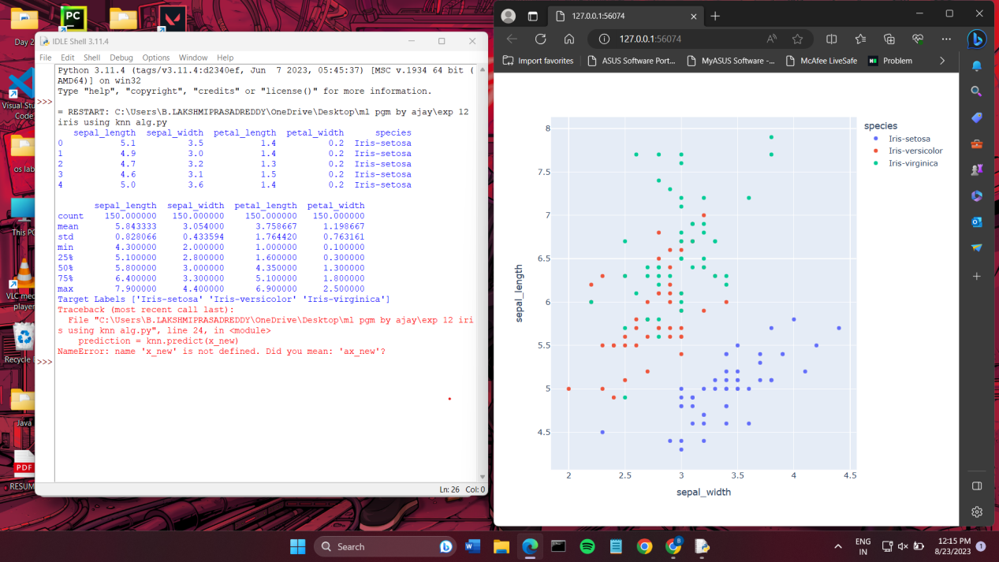 Day 2
PC
Visual Stu
Code
os lab
This PC
VLC med
player
Recycle B
Java
PDF
RESUM
IDLE Shell 3.11.4
File Edit Shell Debug Options Window Help
Python 3.11.4 (tags/v3.11.4:d2340ef, Jun  7 2023, 05:45:37) [MSC v.1934 64 bit (
AMD64)] on win32
Type "help", "copyright", "credits" or "license()" for more information.
>>>
= RESTART: C:\Users\B.LAKSHMIPRASADREDDY\OneDrive\Desktop\ml pgm by ajay\exp 12
iris using knn alg.py
   sepal_length  sepal_width  petal_length  petal_width      species
0           5.1          3.5           1.4          0.2  Iris-setosa
1           4.9          3.0           1.4          0.2  Iris-setosa
2           4.7          3.2           1.3          0.2  Iris-setosa
3           4.6          3.1           1.5          0.2  Iris-setosa
4           5.0          3.6           1.4          0.2  Iris-setosa
       sepal_length  sepal_width  petal_length  petal_width
count    150.000000   150.000000    150.000000   150.000000
mean       5.843333     3.054000      3.758667     1.198667
std        0.828066     0.433594      1.764420     0.763161
min        4.300000     2.000000      1.000000     0.100000
25%        5.100000     2.800000      1.600000     0.300000
50%        5.800000     3.000000      4.350000     1.300000
75%        6.400000     3.300000      5.100000     1.800000
max        7.900000     4.400000      6.900000     2.500000
Target Labels ['Iris-setosa' 'Iris-versicolor' 'Iris-virginica']
Traceback (most recent call last):
  File "C:\Users\B.LAKSHMIPRASADREDDY\OneDrive\Desktop\ml pgm by ajay\exp 12 iri
s using knn alg.py", line 24, in <module>
    prediction = knn.predict(x_new)
NameError: name 'x_new' is not defined. Did you mean: 'ax_new'?
>>>
Ln: 26 Col: 0
127.0.0.1:56074
127.0.0.1:56074
Import favorites ASUS Software Port... MyASUS Software -... McAfee LiveSafe Problem
species
Iris-setosa
Iris-versicolor
Iris-virginica
8
7.5
7
6.5
6
5.5
5
4.5
sepal_length
2 2.5 3 3.5 4 4.5
sepal_width
Search
ENG
IN
12:15 PM
8/23/2023
1